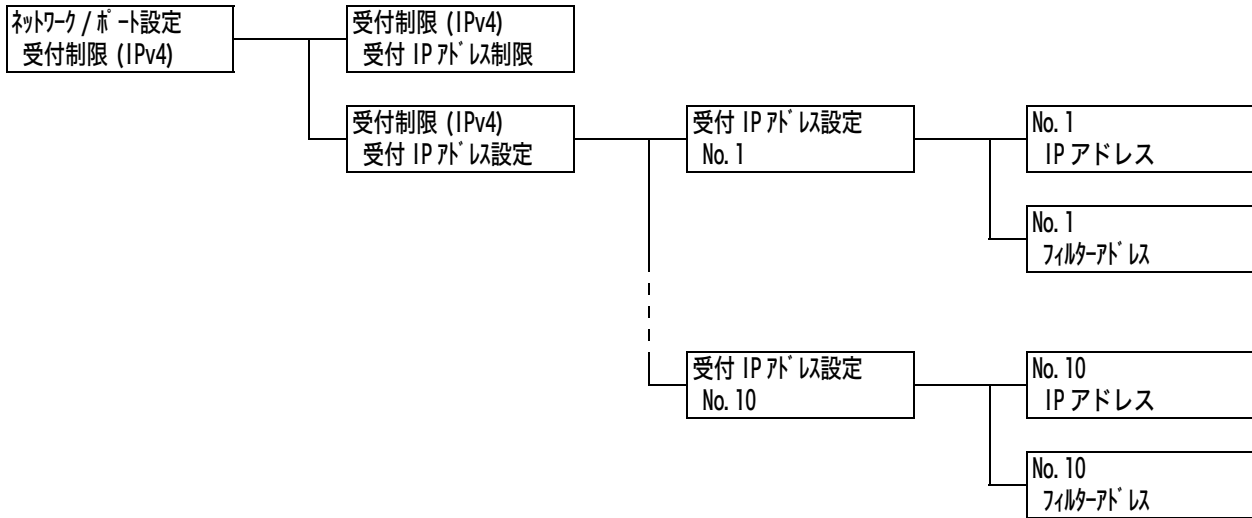 ﾈｯﾄﾜｰｸ / ﾎﾟｰﾄ設定
受付制限 (IPv4)
受付制限 (IPv4)
受付 IP ｱﾄﾞﾚｽ制限
受付制限 (IPv4)
受付 IP ｱﾄﾞﾚｽ設定
受付 IP ｱﾄﾞﾚｽ設定
No. 1
No. 1
IP アドレス
No. 1
ﾌｨﾙﾀｰｱﾄﾞﾚｽ
受付 IP ｱﾄﾞﾚｽ設定
No. 10
No. 10
IP アドレス
No. 10
ﾌｨﾙﾀｰｱﾄﾞﾚｽ